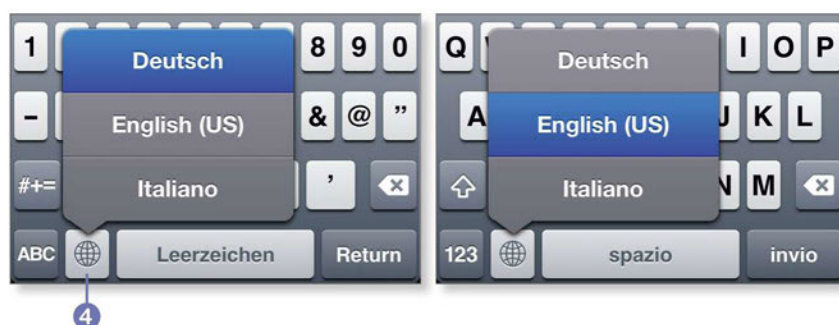 1 8 9 0
Deutsch
- & @ ”
English (US)
#+= ’
Italiano
ABC Leerzeichen Return
4
Q I O P
Deutsch
A J K L
English (US)
N M
Italiano
123 spazio invio